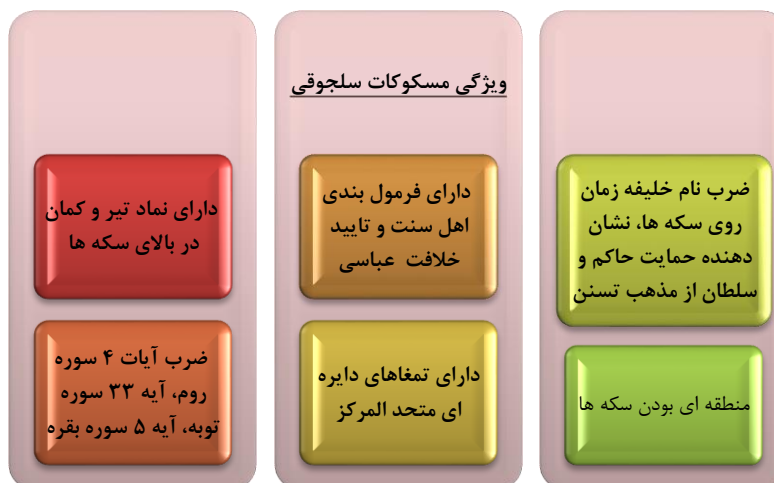 ویژگی مسکوکات سلجوقی
ضرب نام خلیفه زمان
روی سکه ها، نشان
دهنده حمایت حاکم و
سلطان از مذهب تسنن
منطقه ای بودن سکه ها
دارای فرمول بندی
اهل سنت و تایید
خلافت عباسی
دارای تمغاهای دایره
ای متحد المرکز
دارای نماد تیر و کمان
در بالای سکه ها
ضرب آیات ۴ سوره
روم، آیه ۳۳ سوره
توبه، آیه ۵ سوره بقره